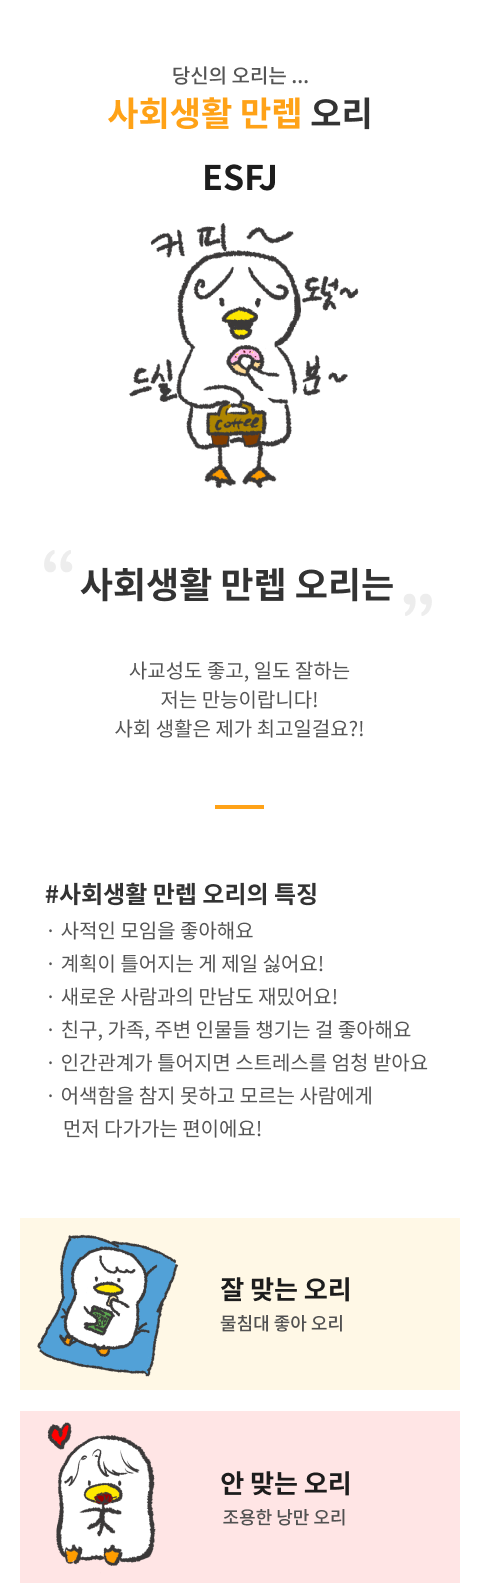 당신의 오리는 ...
사회생활 만렙 오리
ESFJ
커피~
도넛~
드실
분~
Coffee
“ 사회생활 만렙 오리는 ”
사교성도 좋고, 일도 잘하는
저는 만능이랍니다!
사회 생활은 제가 최고일걸요?!
#사회생활 만렙 오리의 특징
· 사적인 모임을 좋아해요
· 계획이 틀어지는 게 제일 싫어요!
· 새로운 사람과의 만남도 재밌어요!
· 친구, 가족, 주변 인물들 챙기는 걸 좋아해요
· 인간관계가 틀어지면 스트레스를 엄청 받아요
· 어색함을 참지 못하고 모르는 사람에게
먼저 다가가는 편이에요!
잘 맞는 오리
물침대 좋아 오리
안 맞는 오리
조용한 낭만 오리